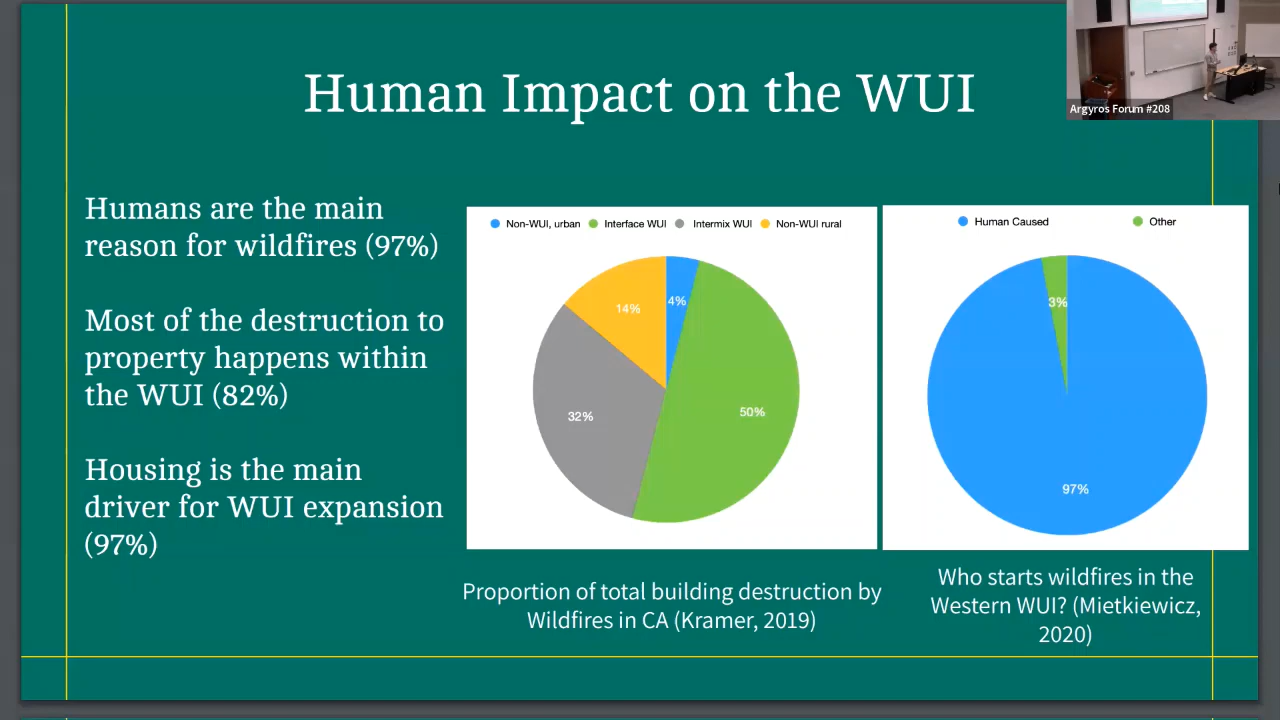 Human Impact on the WUI
Argyros Forum #208
Humans are the main
reason for wildfires (97%)
Most of the destruction to
property happens within
the WUI (82%)
Housing is the main
driver for WUI expansion
(97%)
Non-WUI, urban Interface WUI Intermix WUI Non-WUI rural
4%
14%
50%
32%
Proportion of total building destruction by
Wildfires in CA (Kramer, 2019)
Human Caused Other
3%
97%
Who starts wildfires in the
Western WUI? (Mietkiewicz,
2020)